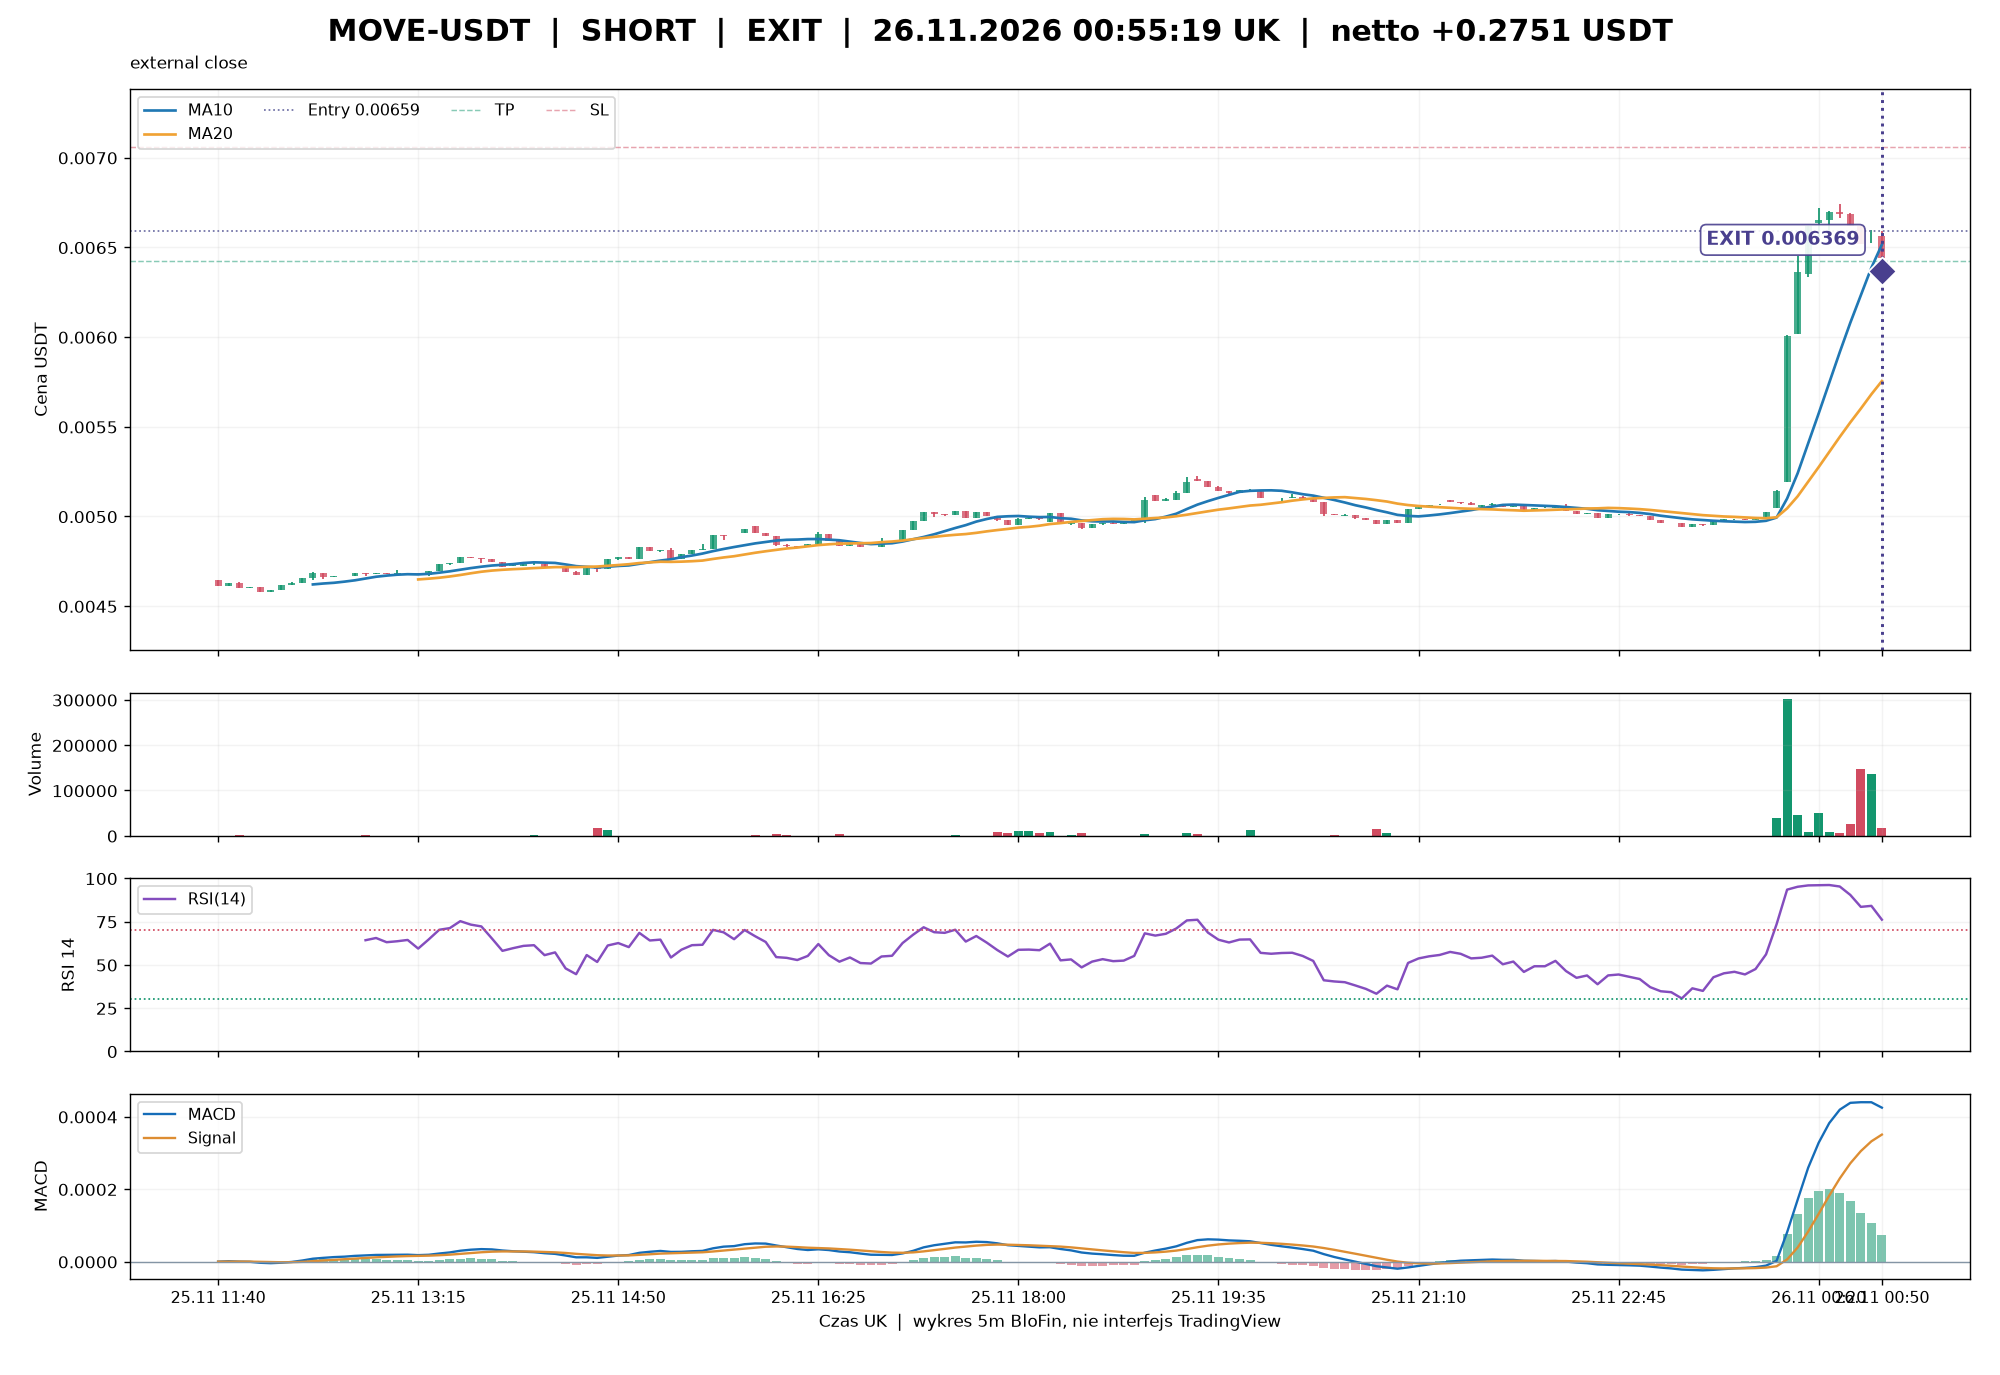 MOVE-USDT | SHORT | EXIT | 26.11.2026 00:55:19 UK | netto +0.2751 USDT
external close
MA10
MA20
Entry 0.00659
TP
SL
EXIT 0.006369
Cena USDT
0.0070
0.0065
0.0060
0.0055
0.0050
0.0045
Volume
300000
200000
100000
0
RSI 14
RSI(14)
100
75
50
25
0
MACD
MACD
Signal
0.0004
0.0002
0.0000
25.11 11:40
25.11 13:15
25.11 14:50
25.11 16:25
25.11 18:00
25.11 19:35
25.11 21:10
25.11 22:45
26.11 00:20
26.11 00:50
Czas UK | wykres 5m BloFin, nie interfejs TradingView